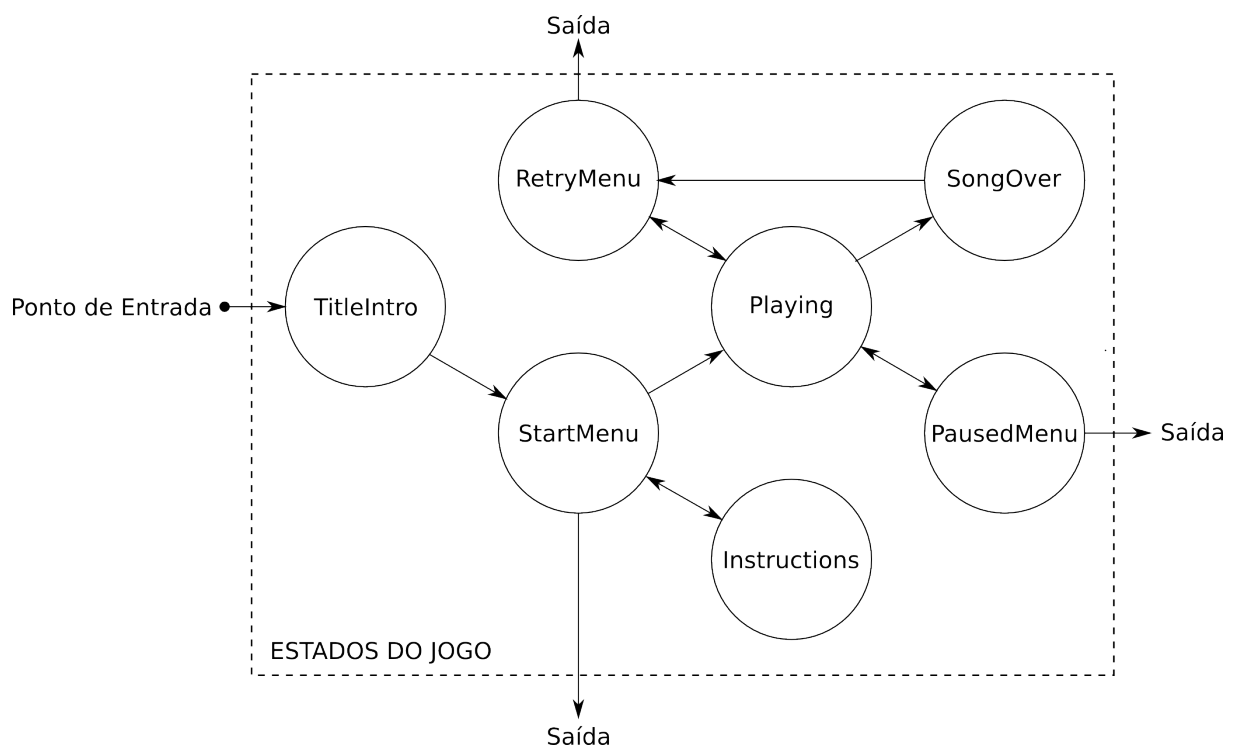 Saída
RetryMenu
SongOver
Ponto de Entrada
TitleIntro
Playing
StartMenu
PausedMenu
Saída
Instructions
ESTADOS DO JOGO
Saída